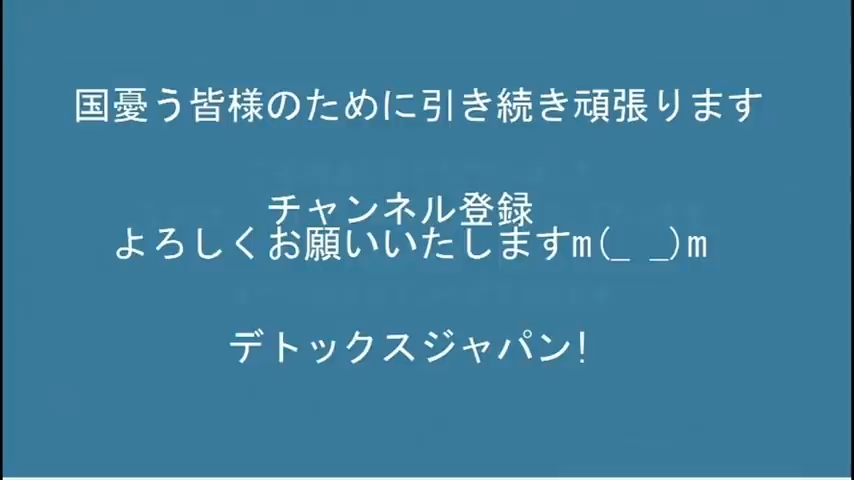 国憂う皆様のために引き続き頑張ります
チャンネル登録
よろしくお願いいたしますm(_ _)m
デトックスジャパン!